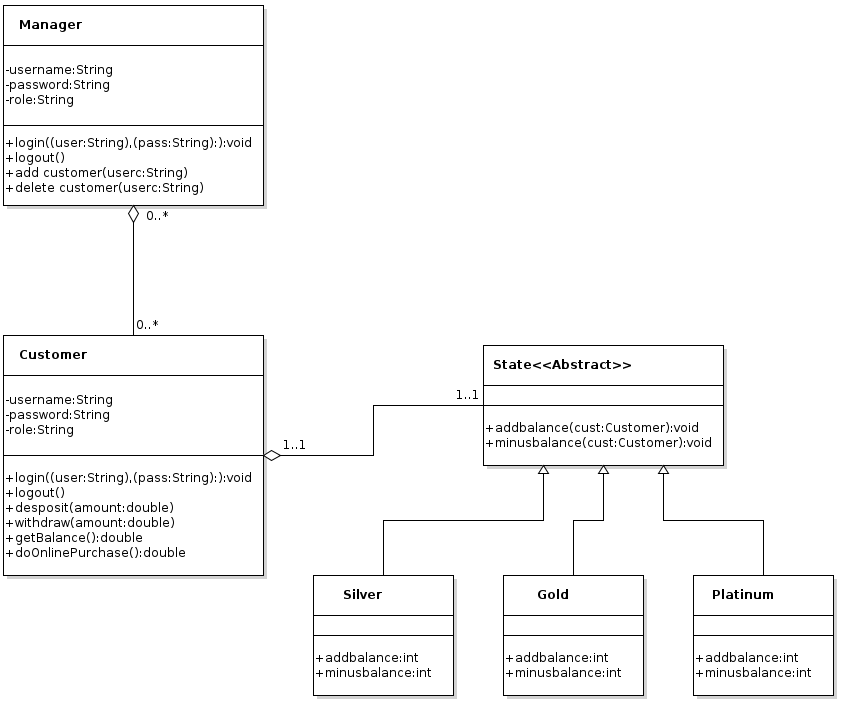 Manager
-username:String
-password:String
-role:String
+login((user:String),(pass:String):):void
+logout()
+add customer(userc:String)
+delete customer(userc:String)
0..*
0..*
Customer
-username:String
-password:String
-role:String
+login((user:String),(pass:String):):void
+logout()
+desposit(amount:double)
+withdraw(amount:double)
+getBalance():double
+doOnlinePurchase():double
1..1
1..1
State<<Abstract>>
+addbalance(cust:Customer):void
+minusbalance(cust:Customer):void
Silver
+addbalance:int
+minusbalance:int
Gold
+addbalance:int
+minusbalance:int
Platinum
+addbalance:int
+minusbalance:int